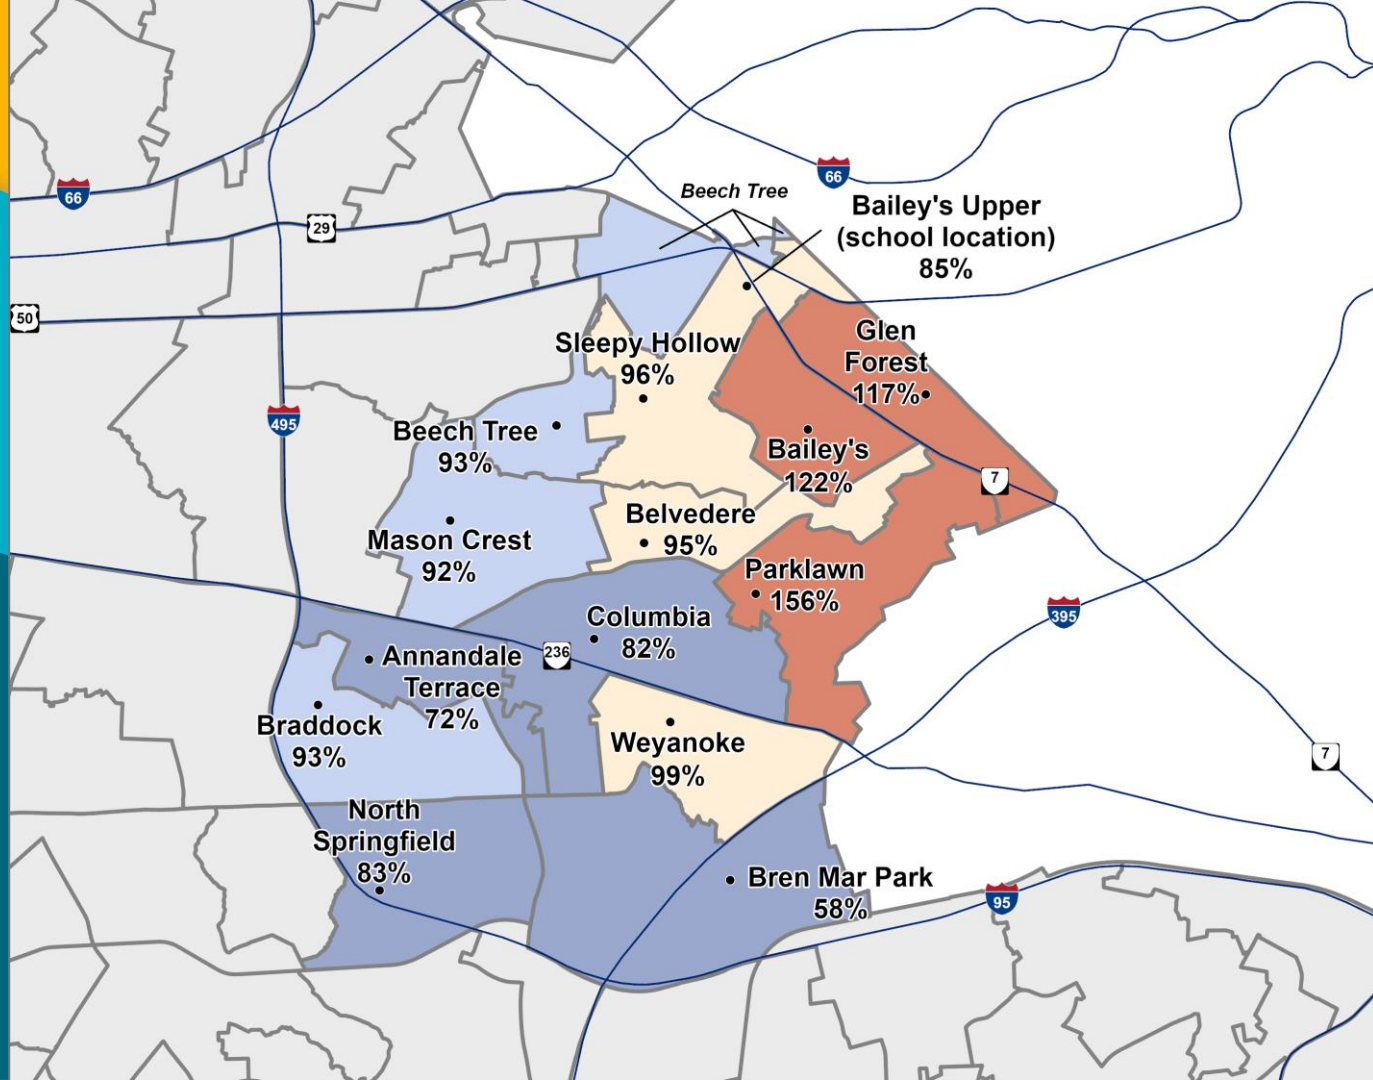 66
29
50
495
Beech Tree
66
Bailey's Upper
(school location)
85%
Sleepy Hollow
96%
Glen
Forest
117%
Beech Tree
93%
Bailey's
122%
7
Mason Crest
92%
Belvedere
95%
Parklawn
156%
395
Columbia
82%
236
Annandale
Terrace
72%
Braddock
93%
Weyanoke
99%
7
North
Springfield
83%
Bren Mar Park
58%
95